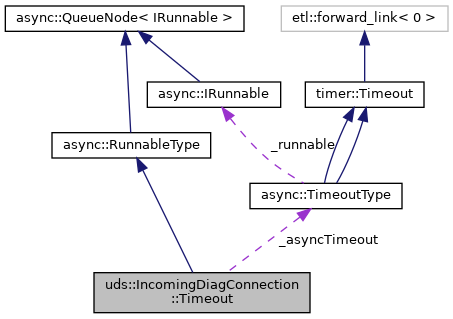 async::QueueNode< IRunnable >
etl::forward_link< 0 >
async::IRunnable
timer::Timeout
async::RunnableType
_runnable
async::TimeoutType
_asyncTimeout
uds::IncomingDiagConnection
::Timeout